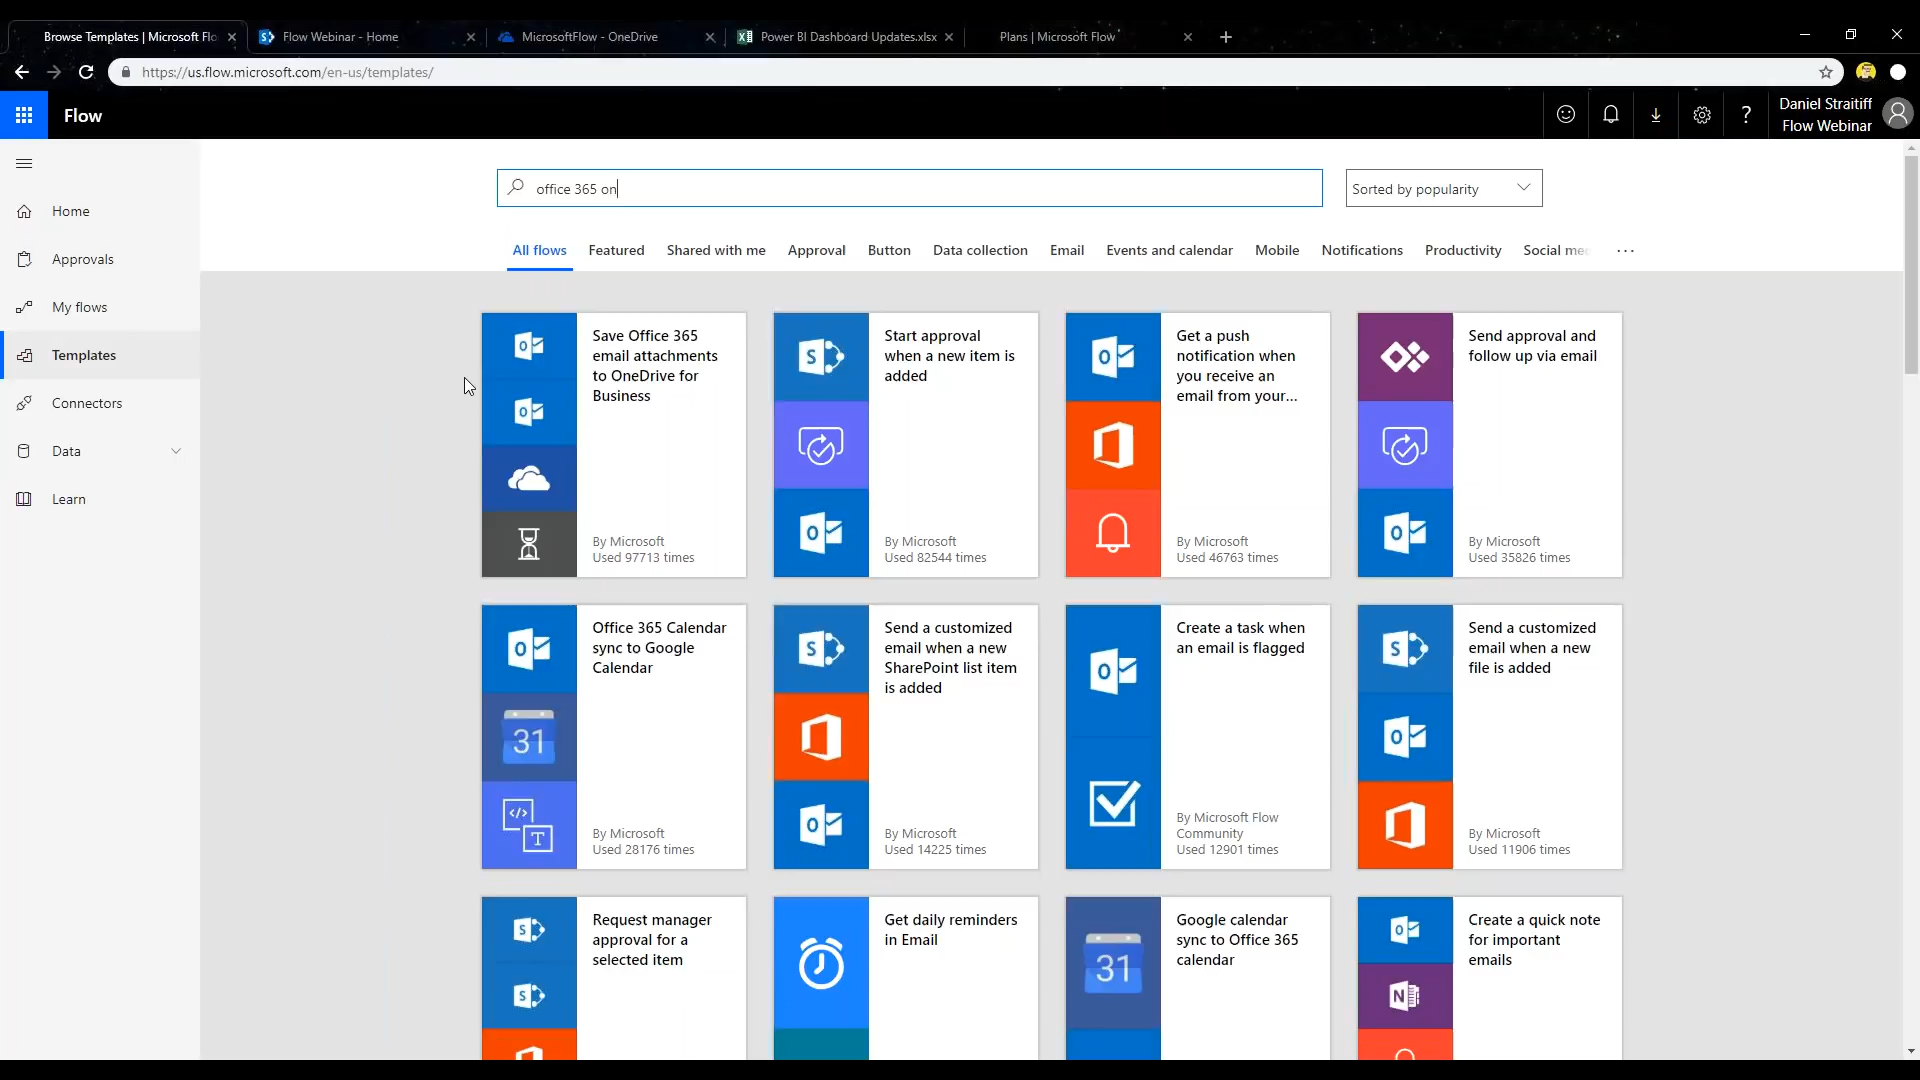 Browse Templates | Microsoft Flo
Flow Webinar - Home
MicrosoftFlow - OneDrive
Power BI Dashboard Updates.xlsx
Plans | Microsoft Flow
https://us.flow.microsoft.com/en-us/templates/
Flow
Daniel Straitiff
Flow Webinar
office 365 on
Sorted by popularity
Home
Approvals
My flows
Templates
Connectors
Data
Learn
All flows
Featured
Shared with me
Approval
Button
Data collection
Email
Events and calendar
Mobile
Notifications
Productivity
Social me
Save Office 365
email attachments
to OneDrive for
Business
By Microsoft
Used 97713 times
Start approval
when a new item is
added
By Microsoft
Used 82544 times
Get a push
notification when
you receive an
email from your...
By Microsoft
Used 46763 times
Send approval and
follow up via email
By Microsoft
Used 35826 times
Office 365 Calendar
sync to Google
Calendar
31
By Microsoft
Used 28176 times
Send a customized
email when a new
SharePoint list item
is added
By Microsoft
Used 14225 times
Create a task when
an email is flagged
By Microsoft Flow
Community
Used 12901 times
Send a customized
email when a new
file is added
By Microsoft
Used 11906 times
Request manager
approval for a
selected item
Get daily reminders
in Email
31
Google calendar
sync to Office 365
calendar
Create a quick note
for important
emails